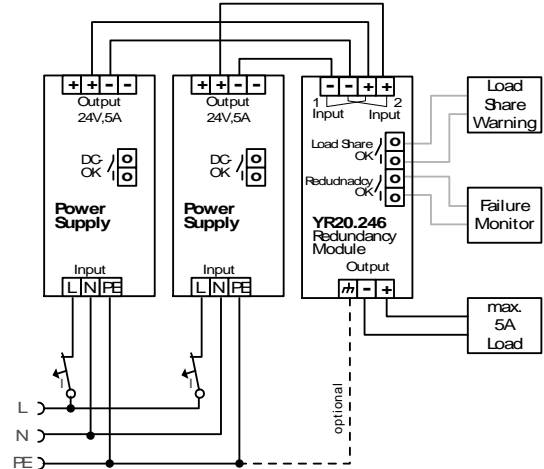 + + - -
Output
24V,5A
DC-
OK
Power
Supply
Input
L N PE
I
+ + - -
Output
24V,5A
DC-
OK
Power
Supply
Input
L N PE
I
- - + +
1 2
Input Input
Load Share
OK
Redudnadcy
OK
YR20.246
Redundancy
Module
Output
- +
Load
Share
Warning
Failure
Monitor
max.
5A
Load
optional
L
N
PE